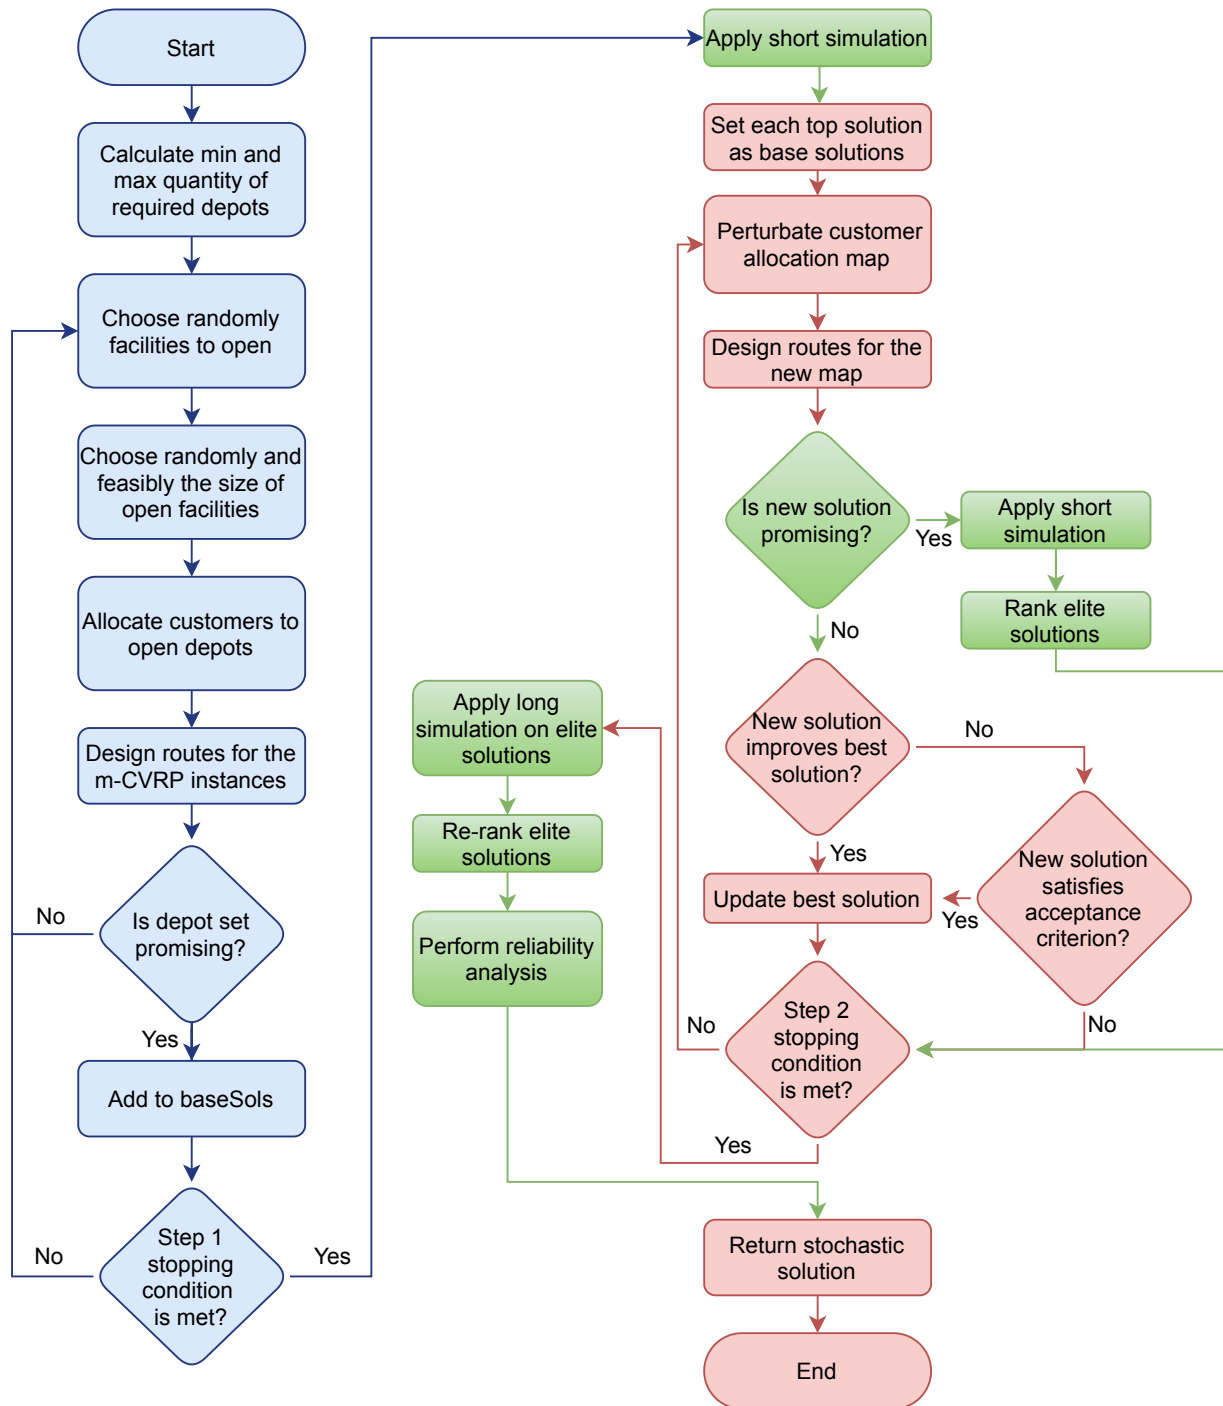 Start
Calculate min and
max quantity of
required depots
Choose randomly
facilities to open
Choose randomly and
feasibly the size of
open facilities
Allocate customers to
open depots
Design routes for the
m-CVRP instances
Is depot set
promising?
No
Yes
Add to baseSols
Step 1
stopping
condition
is met?
No
Yes
Apply short simulation
Set each top solution
as base solutions
Perturbate customer
allocation map
Design routes for the
new map
Is new solution
promising?
Yes
Apply short
simulation
Rank elite
solutions
No
New solution
improves best
solution?
No
Yes
New solution
satisfies
acceptance
criterion?
Yes
No
Update best solution
Step 2
stopping
condition
is met?
No
Yes
Apply long
simulation on elite
solutions
Re-rank elite
solutions
Perform reliability
analysis
Return stochastic
solution
End